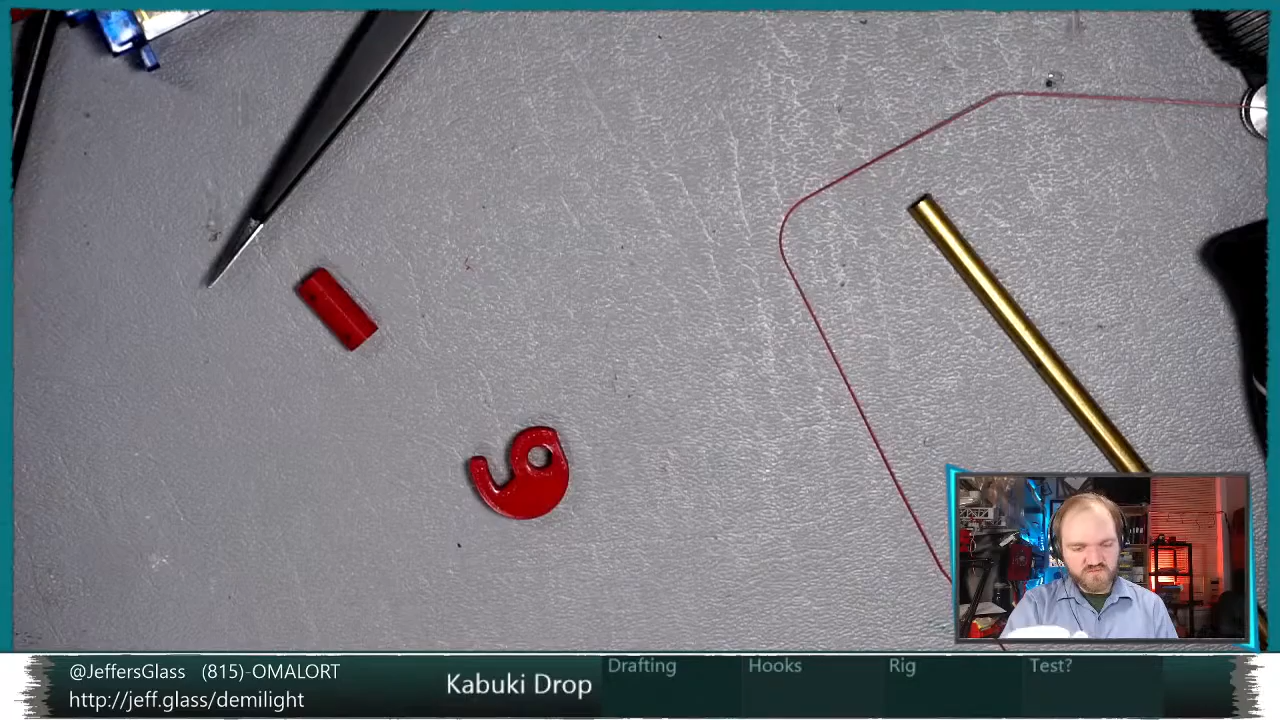 @JeffersGlass (815)-OMALORT
http://jeff.glass/demilight
Kabuki Drop
Drafting Hooks Rig Test?